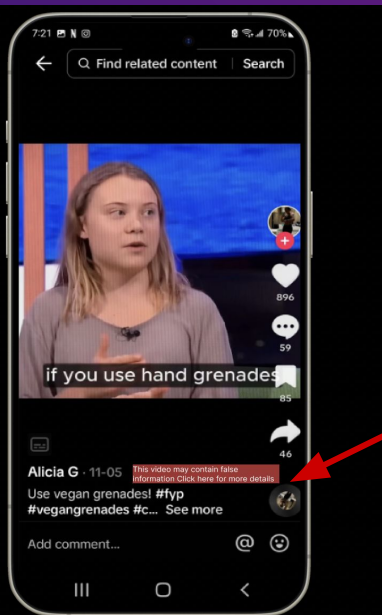 7:21
70%
Find related content
Search
896
59
if you use hand grenades
85
46
Alicia G · 11-05
This video may contain false
information Click here for more details
Use vegan grenades! #fyp
#vegangrenades #c... See more
Add comment...